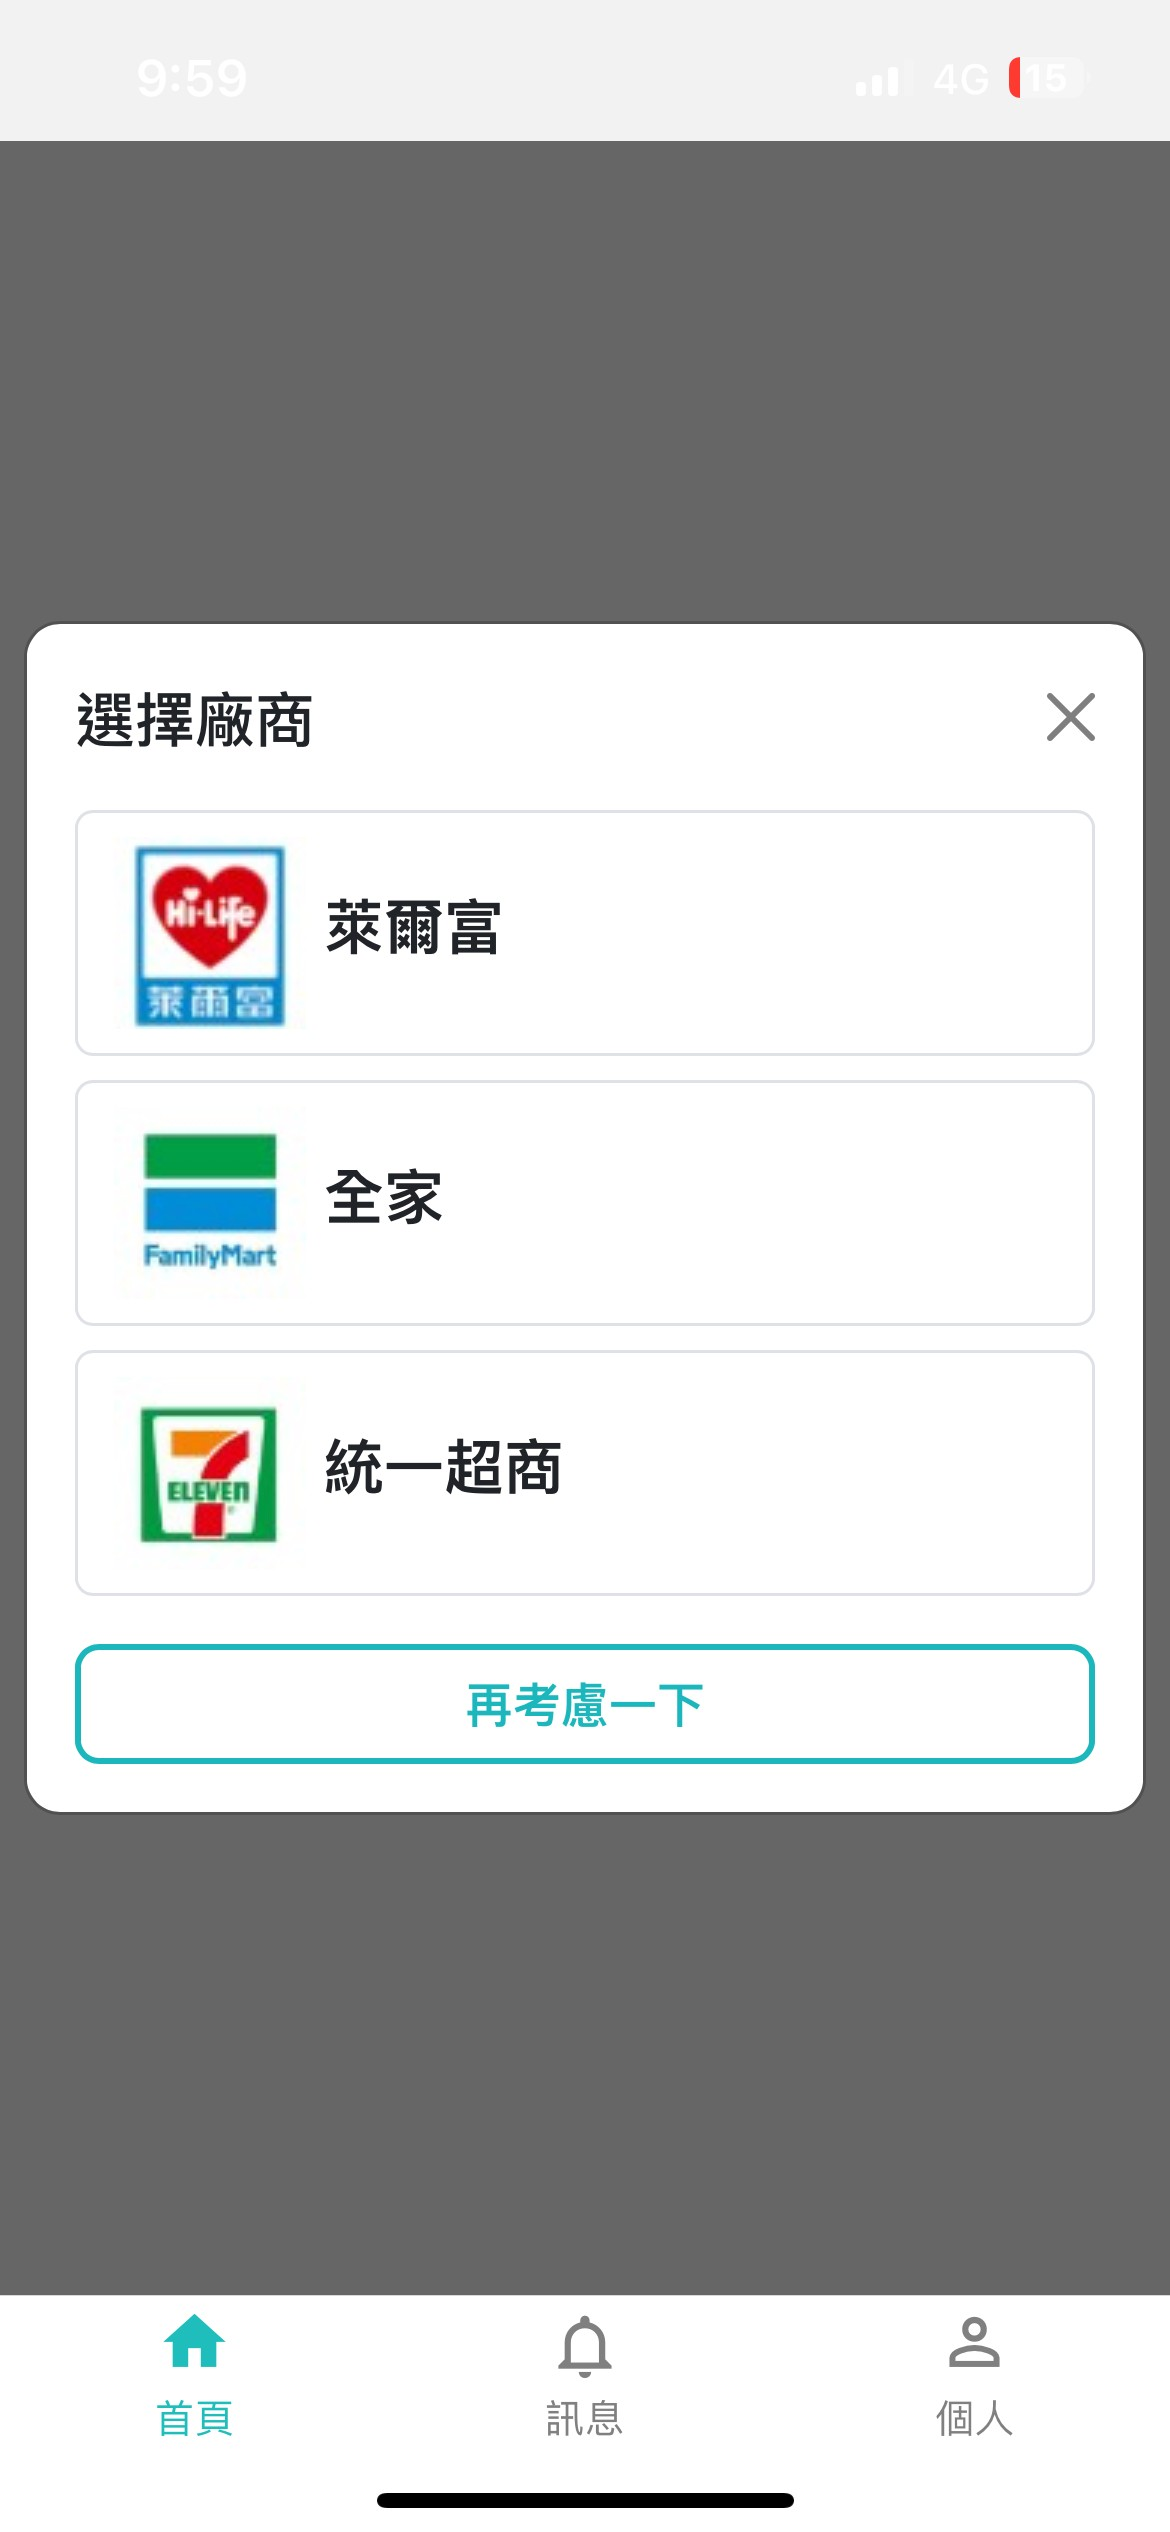 9:59
4G
15
選擇廠商
Hi-Life
萊爾富
萊爾富
FamilyMart
全家
7
ELEVEn
統一超商
再考慮一下
首頁
訊息
個人